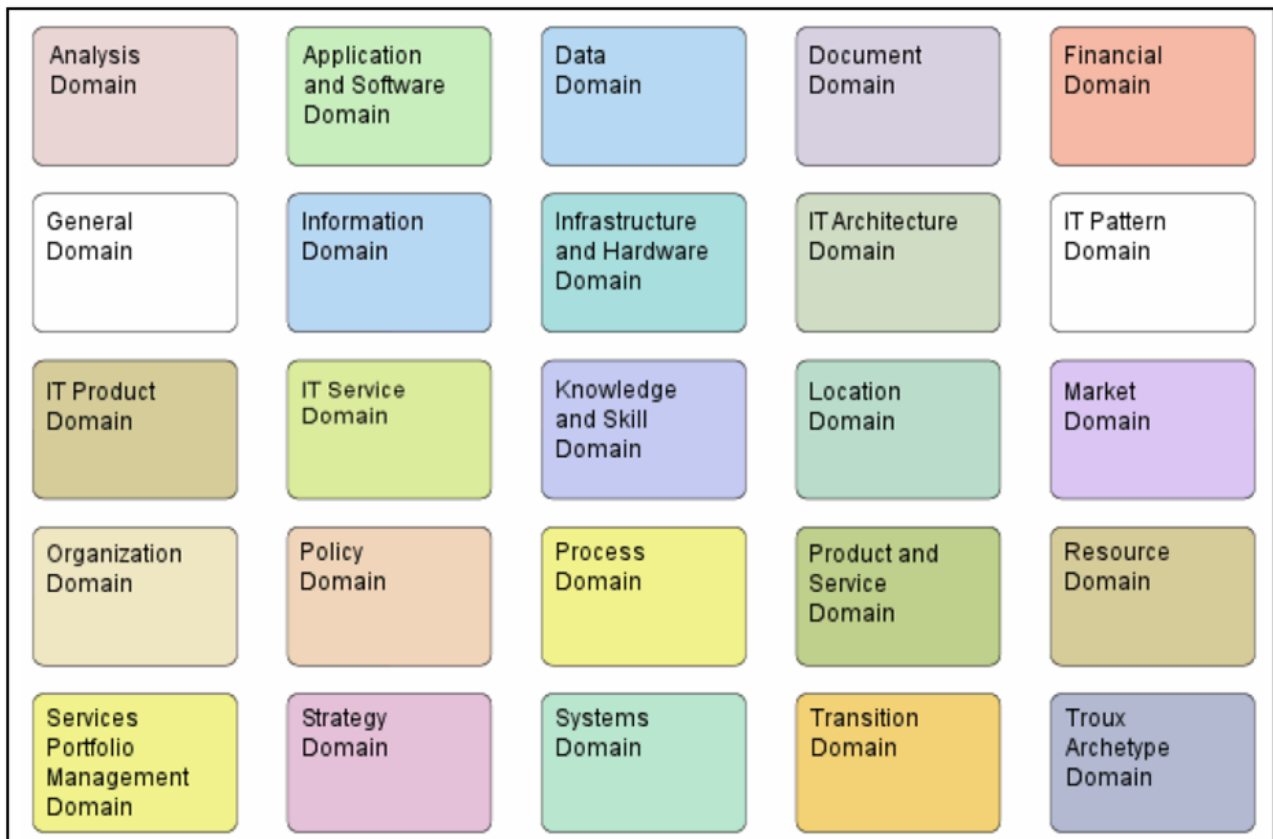 Analysis
Domain
Application
and Software
Domain
Data
Domain
Document
Domain
Financial
Domain
General
Domain
Information
Domain
Infrastructure
and Hardware
Domain
IT Architecture
Domain
IT Pattern
Domain
IT Product
Domain
IT Service
Domain
Knowledge
and Skill
Domain
Location
Domain
Market
Domain
Organization
Domain
Policy
Domain
Process
Domain
Product and
Service
Domain
Resource
Domain
Services
Portfolio
Management
Domain
Strategy
Domain
Systems
Domain
Transition
Domain
Troux
Archetype
Domain